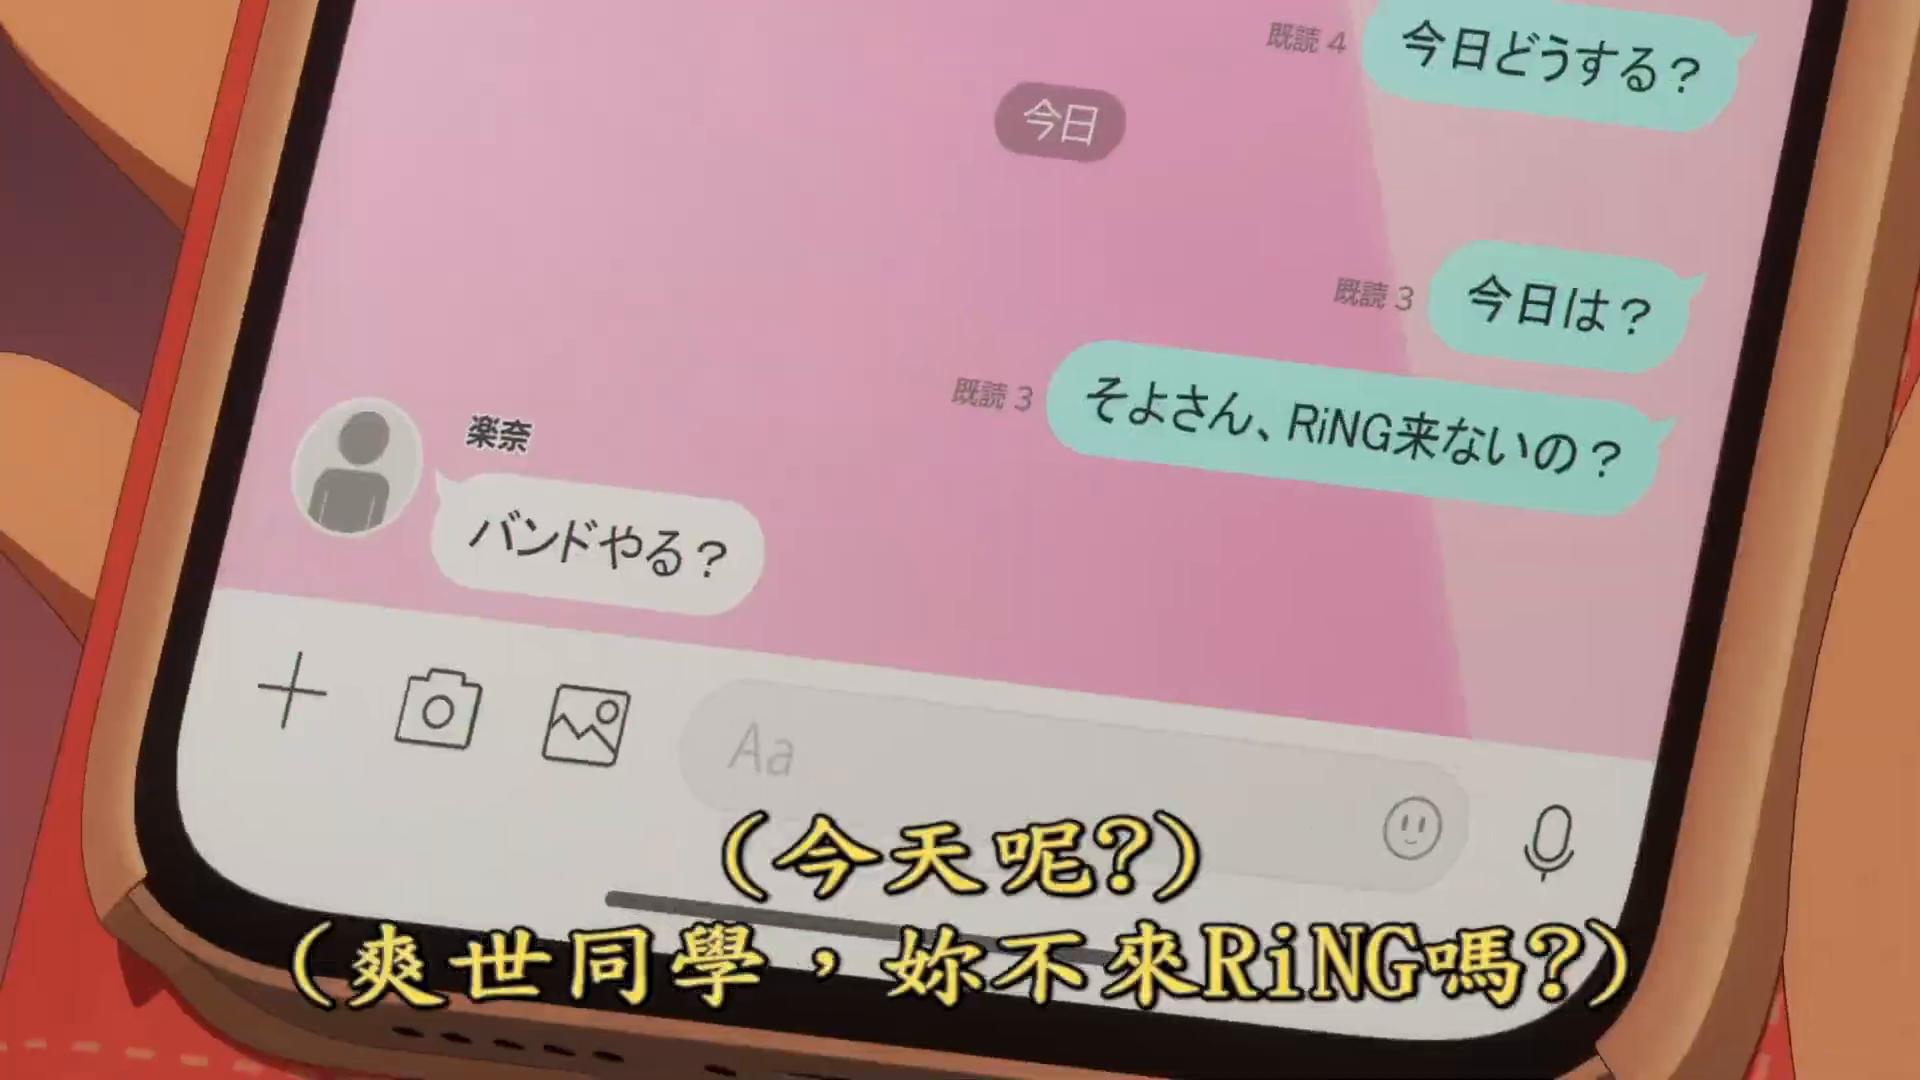 既読 4
今日どうする？
今日
既読 3
今日は？
既読 3
そよさん、RiNG来ないの？
楽奈
バンドやる？
Aa
(今天呢?)
(爽世同學，妳不來RiNG嗎?)